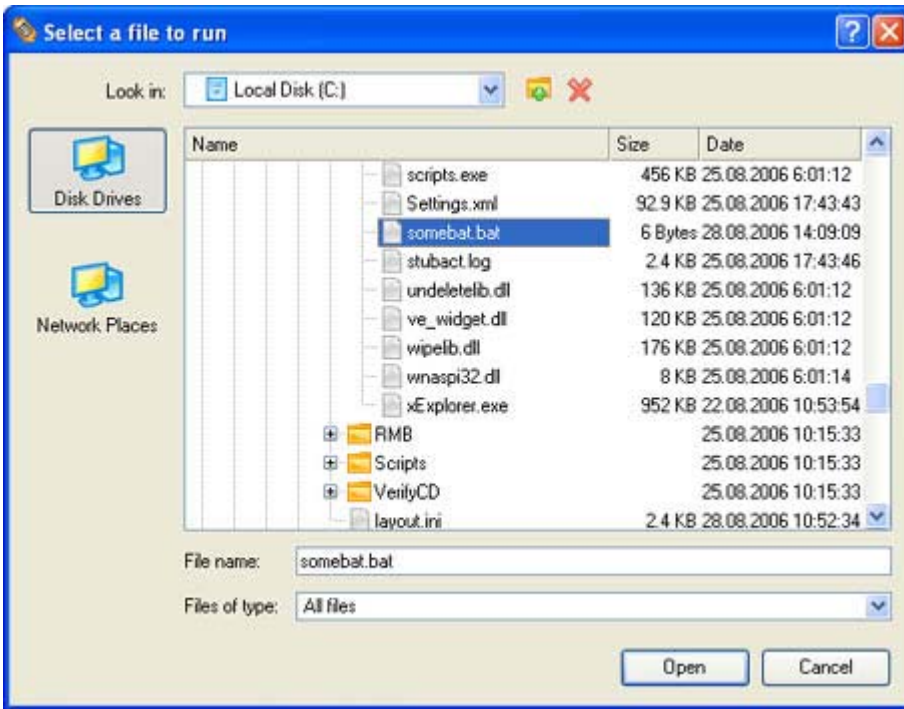 Select a file to run
Look in: Local Disk (C:)
Disk Drives
Network Places
Name Size Date
scripts.exe 456 KB 25.08.2006 6:01:12
Settings.xml 92.9 KB 25.08.2006 17:43:43
somebat.bat 6 Bytes 28.08.2006 14:09:09
stubact.log 2.4 KB 25.08.2006 17:43:46
undeletelib.dll 136 KB 25.08.2006 6:01:12
ve_widget.dll 120 KB 25.08.2006 6:01:12
wipelib.dll 176 KB 25.08.2006 6:01:12
wnaspi32.dll 8 KB 25.08.2006 6:01:14
xExplorer.exe 952 KB 22.08.2006 10:53:54
RMB 25.08.2006 10:15:33
Scripts 25.08.2006 10:15:33
VerifyCD 25.08.2006 10:15:33
layout.ini 2.4 KB 28.08.2006 10:52:34
File name: somebat.bat
Files of type: All files
Open Cancel